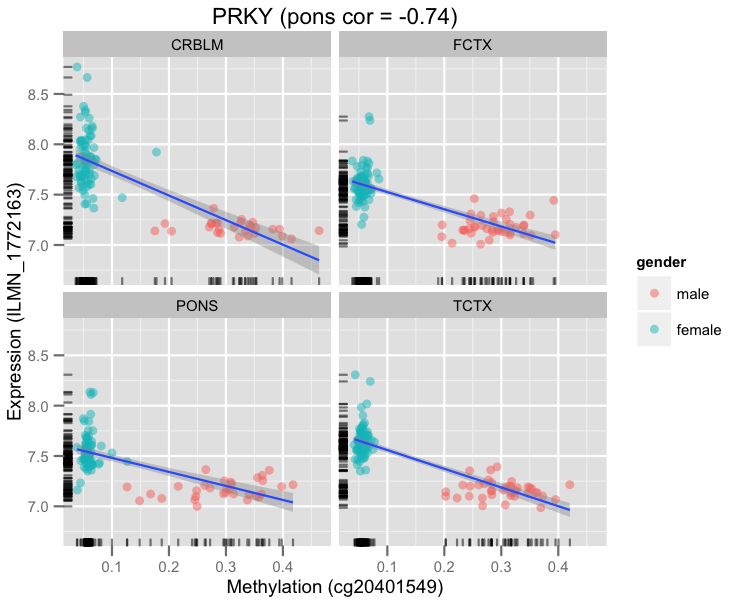 PRKY (pons cor = -0.74)
CRBLM
FCTX
8.5
8.0
7.5
7.0
PONS
TCTX
8.5
8.0
7.5
7.0
0.1 0.2 0.3 0.4
0.1 0.2 0.3 0.4
Methylation (cg20401549)
Expression (ILMN_1772163)
gender
male
female